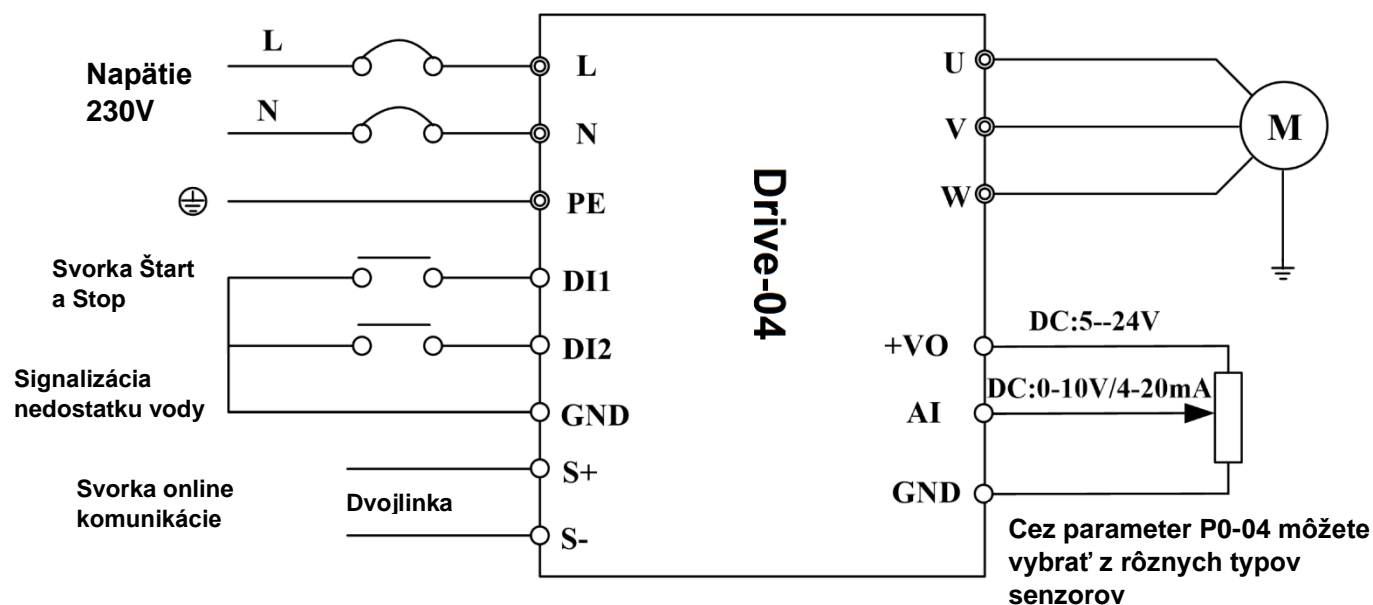 Napätie
230V
L
N
L
N
PE
Svorka Štart
a Stop
DI1
DI2
Signalizácia
nedostatku vody
GND
Svorka online
komunikácie
Dvojlinka
S+
S-
Drive-04
U
V
W
M
+VO
DC:5--24V
AI
DC:0-10V/4-20mA
GND
Cez parameter P0-04 môžete
vybrať z rôznych typov
senzorov